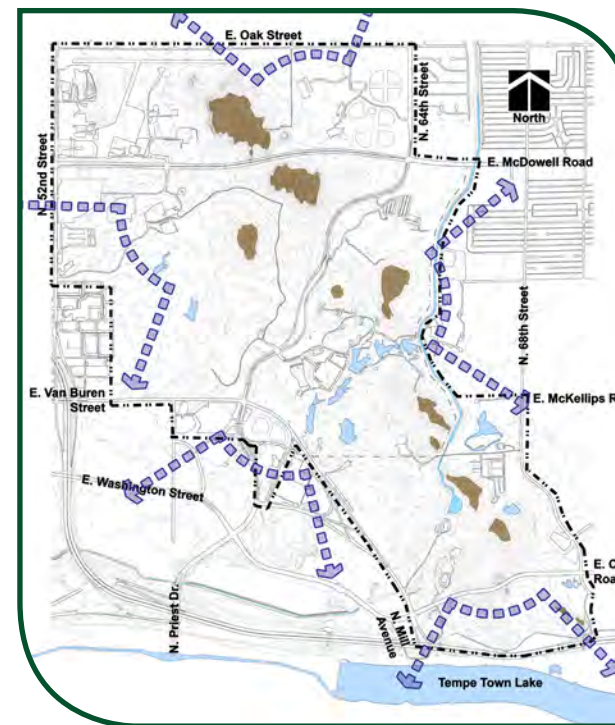 E. Oak Street
N. 64th Street
North
N. 52nd Street
E. McDowell Road
N. 68th Street
E. Van Buren
Street
E. McKellips R
E. Washington Street
E. C
Roa
N. Priest Dr.
N. Mill
Avenue
Tempe Town Lake